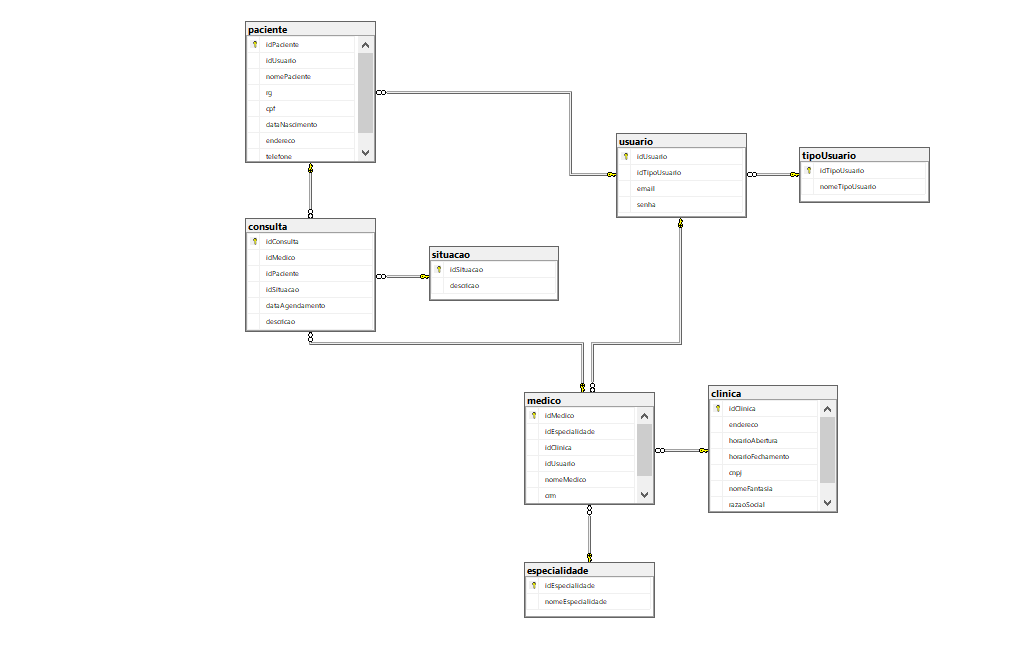 paciente
idPaciente
idUsuario
nomePaciente
rg
cpf
dataNascimento
endereco
telefone
usuario
idUsuario
idTipoUsuario
email
senha
tipoUsuario
idTipoUsuario
nomeTipoUsuario
consulta
idConsulta
idMedico
idPaciente
idSituacao
dataAgendamento
descricao
situacao
idSituacao
descricao
medico
idMedico
idEspecialidade
idClinica
idUsuario
nomeMedico
crm
clinica
idClinica
endereco
horarioAbertura
horarioFechamento
cnpj
nomeFantasia
razaoSocial
especialidade
idEspecialidade
nomeEspecialidade